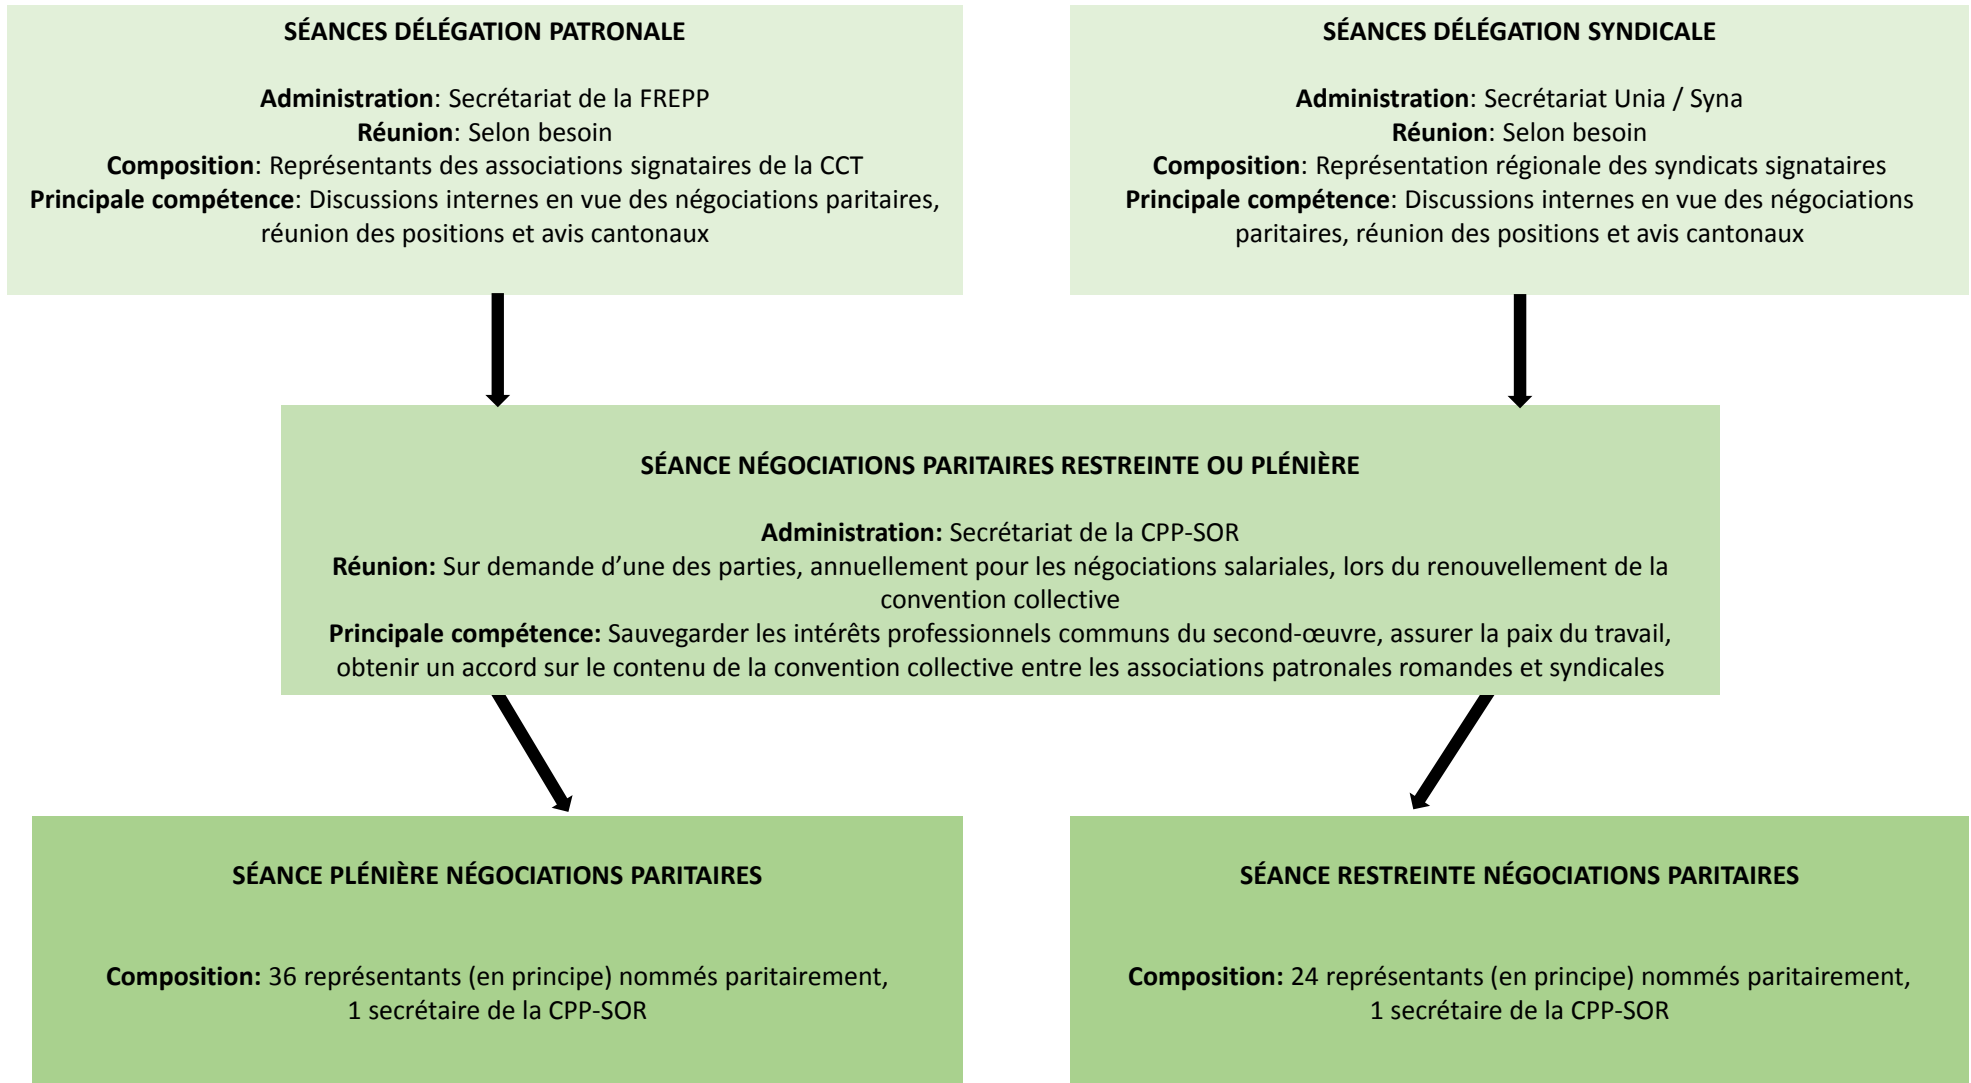 SÉANCES DÉLÉGATION PATRONALE
Administration: Secrétariat de la FREPP
Réunion: Selon besoin
Composition: Représentants des associations signataires de la CCT
Principale compétence: Discussions internes en vue des négociations paritaires,
réunion des positions et avis cantonaux
SÉANCES DÉLÉGATION SYNDICALE
Administration: Secrétariat Unia / Syna
Réunion: Selon besoin
Composition: Représentation régionale des syndicats signataires
Principale compétence: Discussions internes en vue des négociations
paritaires, réunion des positions et avis cantonaux
SÉANCE NÉGOCIATIONS PARITAIRES RESTREINTE OU PLÉNIÈRE
Administration: Secrétariat de la CPP-SOR
Réunion: Sur demande d’une des parties, annuellement pour les négociations salariales, lors du renouvellement de la
convention collective
Principale compétence: Sauvegarder les intérêts professionnels communs du second-œuvre, assurer la paix du travail,
obtenir un accord sur le contenu de la convention collective entre les associations patronales romandes et syndicales
SÉANCE PLÉNIÈRE NÉGOCIATIONS PARITAIRES
Composition: 36 représentants (en principe) nommés paritairement,
1 secrétaire de la CPP-SOR
SÉANCE RESTREINTE NÉGOCIATIONS PARITAIRES
Composition: 24 représentants (en principe) nommés paritairement,
1 secrétaire de la CPP-SOR